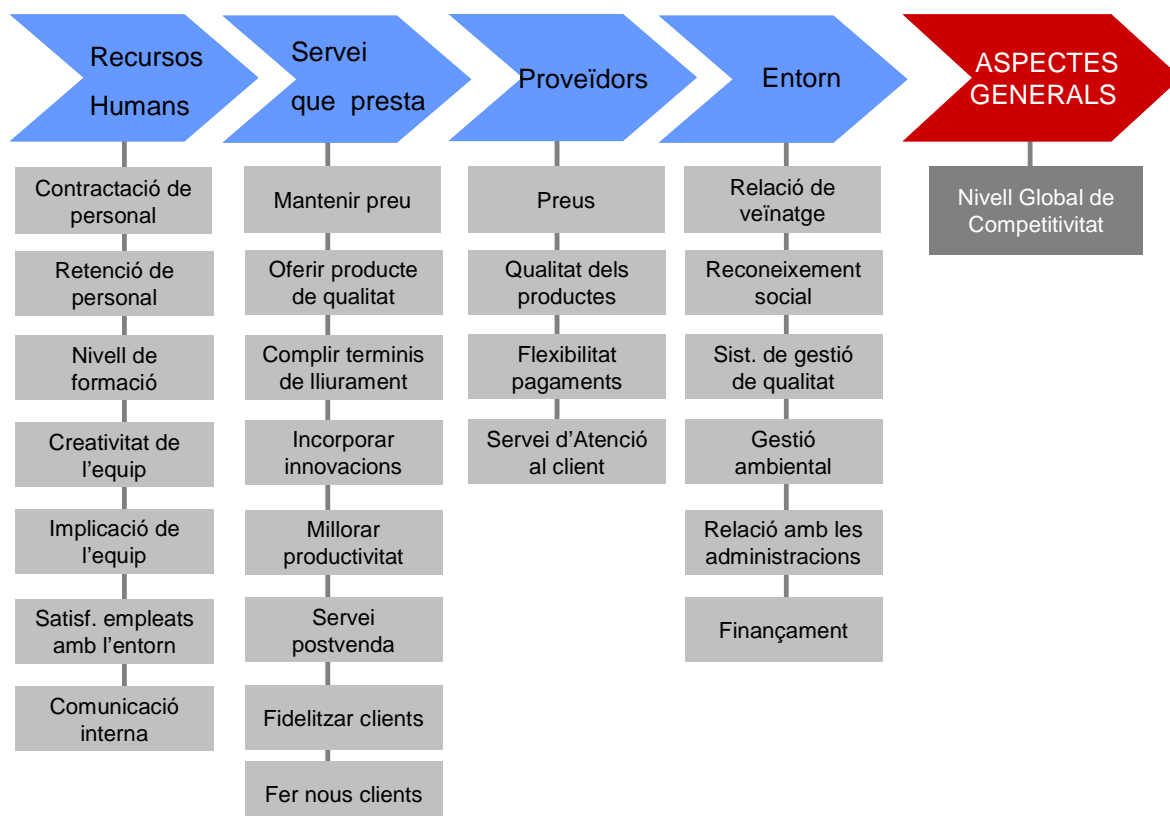 Recursos
Humans
Contractació de
personal
Retenció de
personal
Nivell de
formació
Creativitat de
l’equip
Implicació de
l’equip
Satisf. empleats
amb l’entorn
Comunicació
interna
Servei
que presta
Mantenir preu
Oferir producte
de qualitat
Complir terminis
de lliurament
Incorporar
innovacions
Millorar
productivitat
Servei
postvenda
Fidelitzar clients
Fer nous clients
Proveïdors
Preus
Qualitat dels
productes
Flexibilitat
pagaments
Servei d’Atenció
al client
Entorn
Relació de
veïnatge
Reconeixement
social
Sist. de gestió
de qualitat
Gestió
ambiental
Relació amb les
administracions
Finançament
ASPECTES
GENERALS
Nivell Global de
Competitivitat